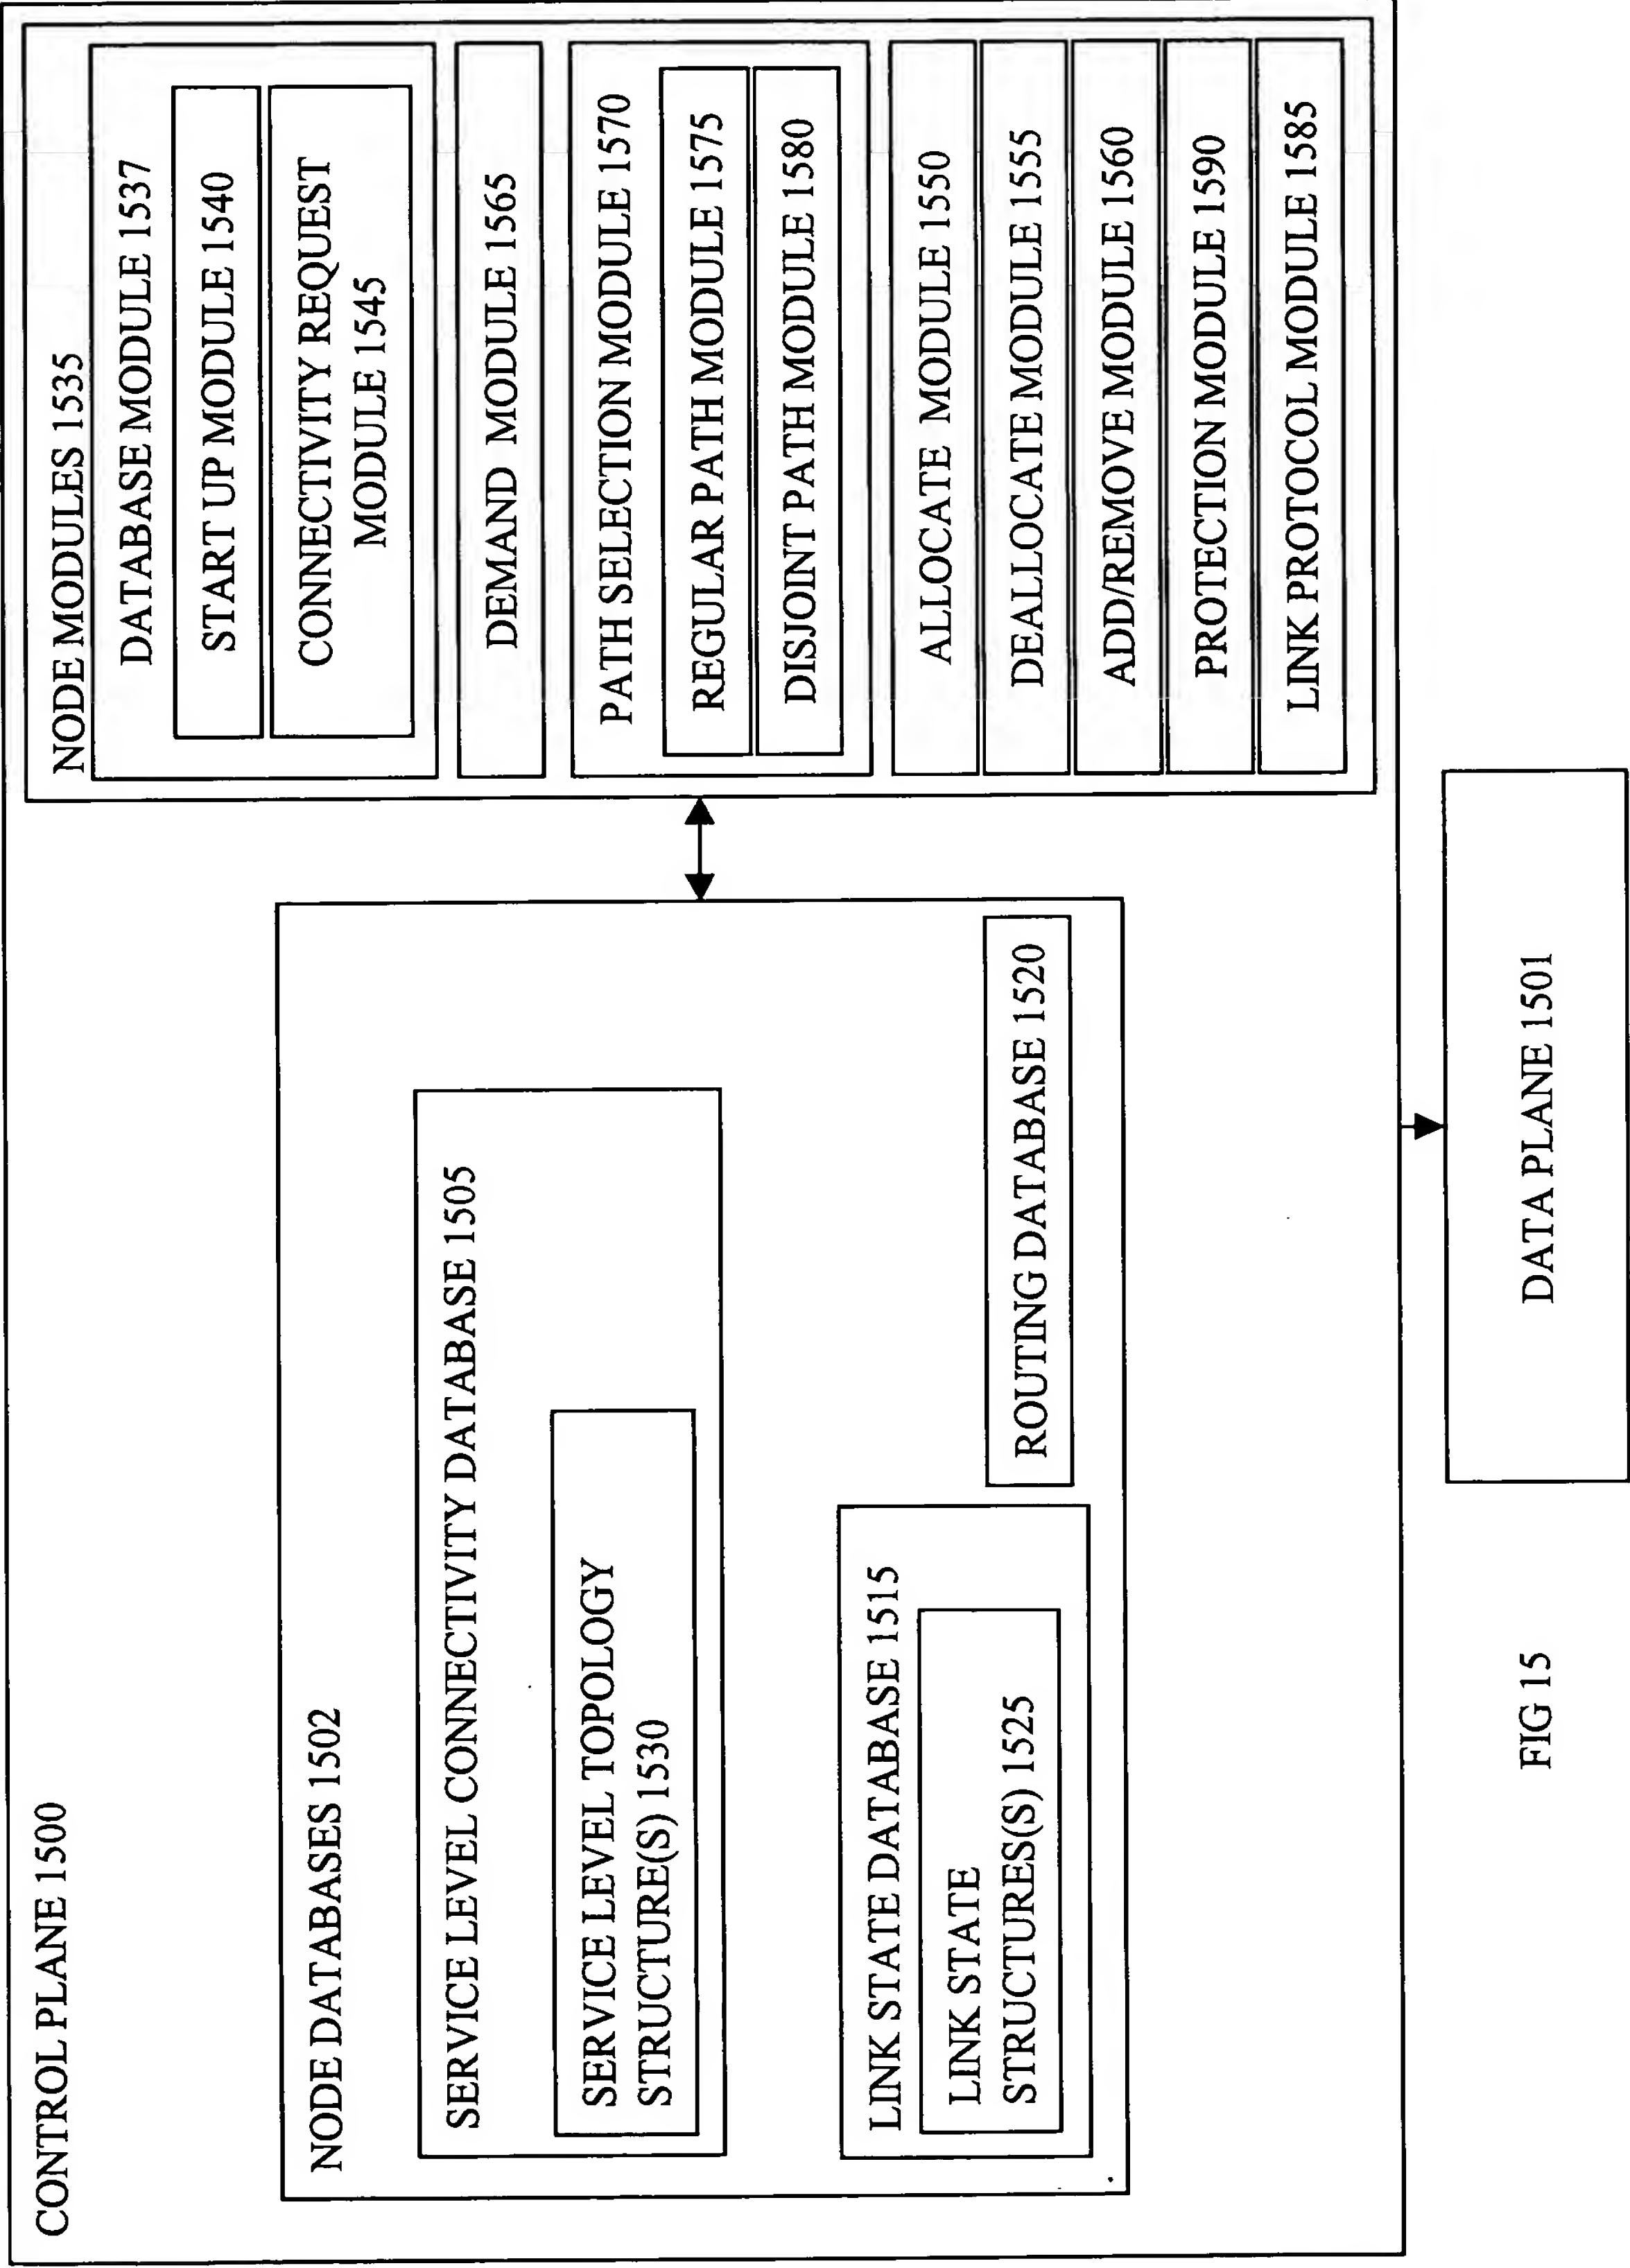 CONTROL PLANE 1500
NODE DATABASES 1502
SERVICE LEVEL CONNECTIVITY DATABASE 1505
SERVICE LEVEL TOPOLOGY
STRUCTURE(S) 1530
LINK STATE DATABASE 1515
LINK STATE
STRUCTURES(S) 1525
ROUTING DATABASE 1520
NODE MODULES 1535
DATABASE MODULE 1537
START UP MODULE 1540
CONNECTIVITY REQUEST
MODULE 1545
DEMAND MODULE 1565
PATH SELECTION MODULE 1570
REGULAR PATH MODULE 1575
DISJOINT PATH MODULE 1580
ALLOCATE MODULE 1550
DEALLOCATE MODULE 1555
ADD/REMOVE MODULE 1560
PROTECTION MODULE 1590
LINK PROTOCOL MODULE 1585
DATA PLANE 1501
FIG 15